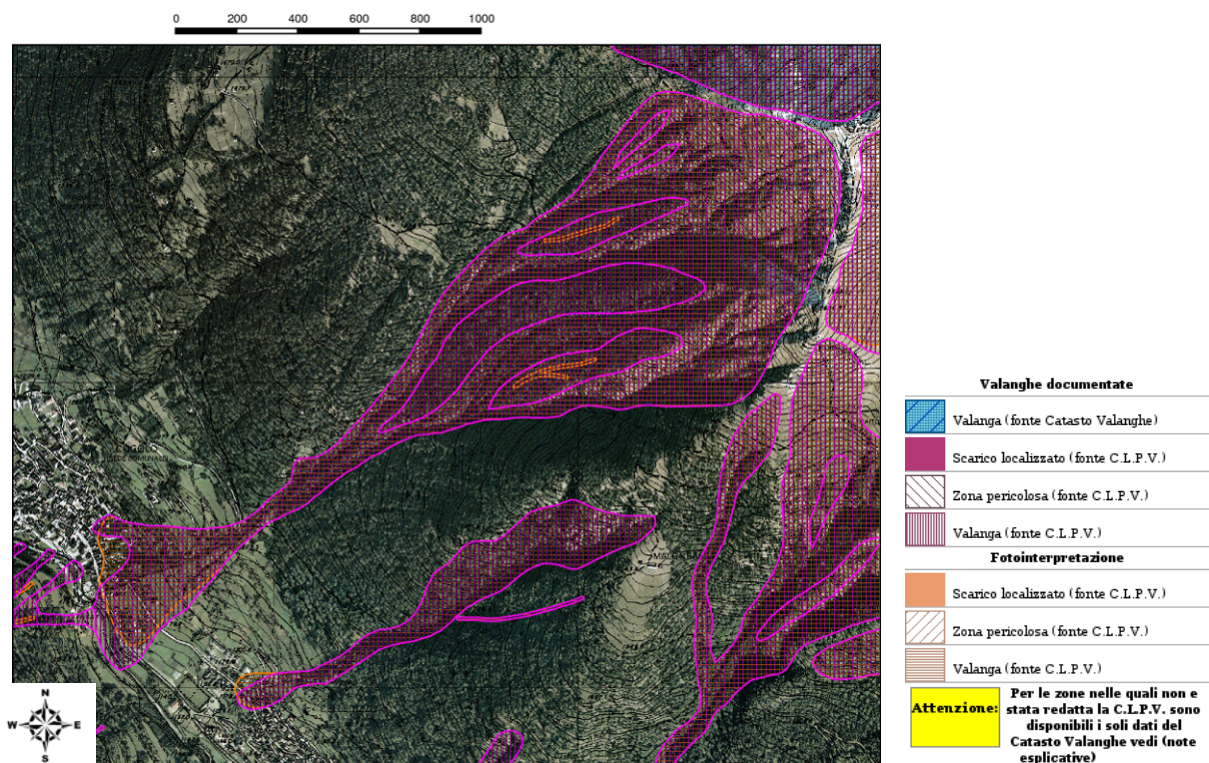 0 200 400 600 800 1000
N
W E
S
Valanghe documentate
Valanga (fonte Catasto Valanghe)
Scarico localizzato (fonte C.L.P.V.)
Zona pericolosa (fonte C.L.P.V.)
Valanga (fonte C.L.P.V.)
Fotointerpretazione
Scarico localizzato (fonte C.L.P.V.)
Zona pericolosa (fonte C.L.P.V.)
Valanga (fonte C.L.P.V.)
Attenzione:
Per le zone nelle quali non e
stata redatta la C.L.P.V. sono
disponibili i soli dati del
Catasto Valanghe vedi (note
esplicative)